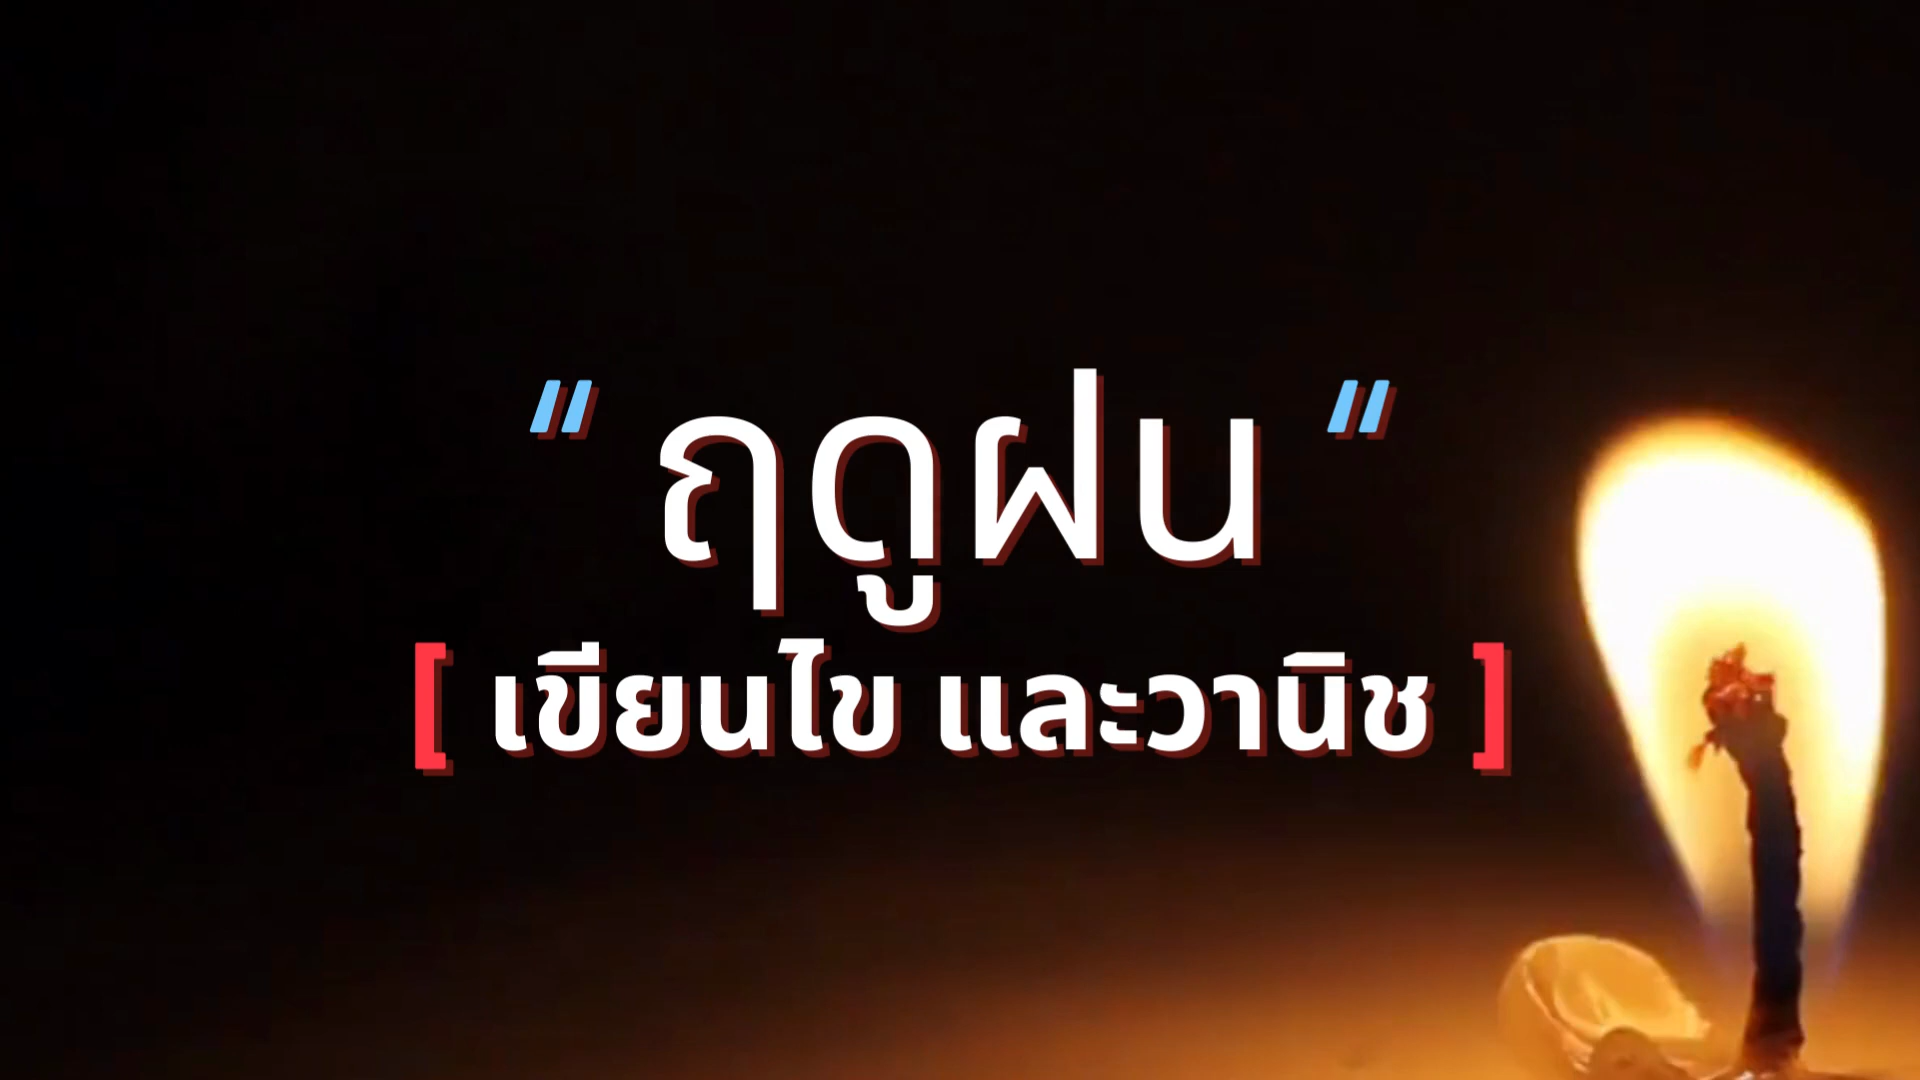 " ฤดูฝน "
[ เขียนไข และวานิช ]